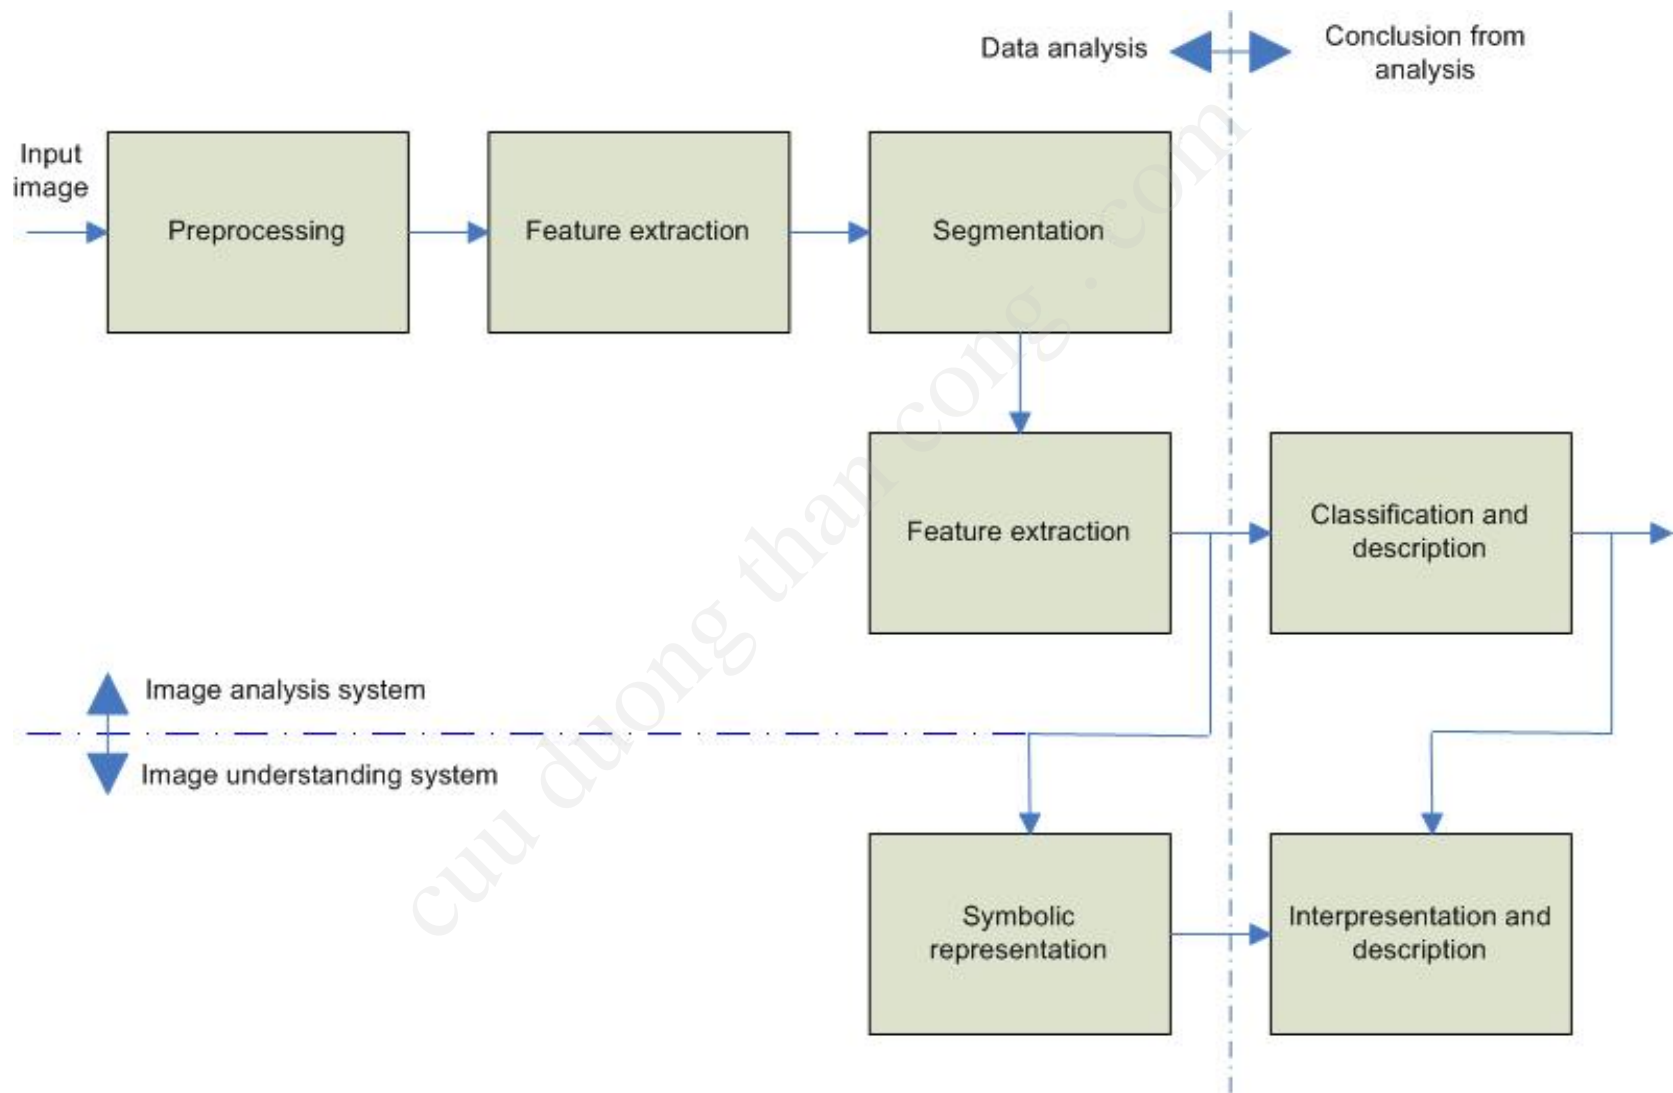 Data analysis
Conclusion from
analysis
Input
image
Preprocessing
Feature extraction
Segmentation
Feature extraction
Classification and
description
Image analysis system
Image understanding system
Symbolic
representation
Interpresentation and
description
cuu duong than cong . com